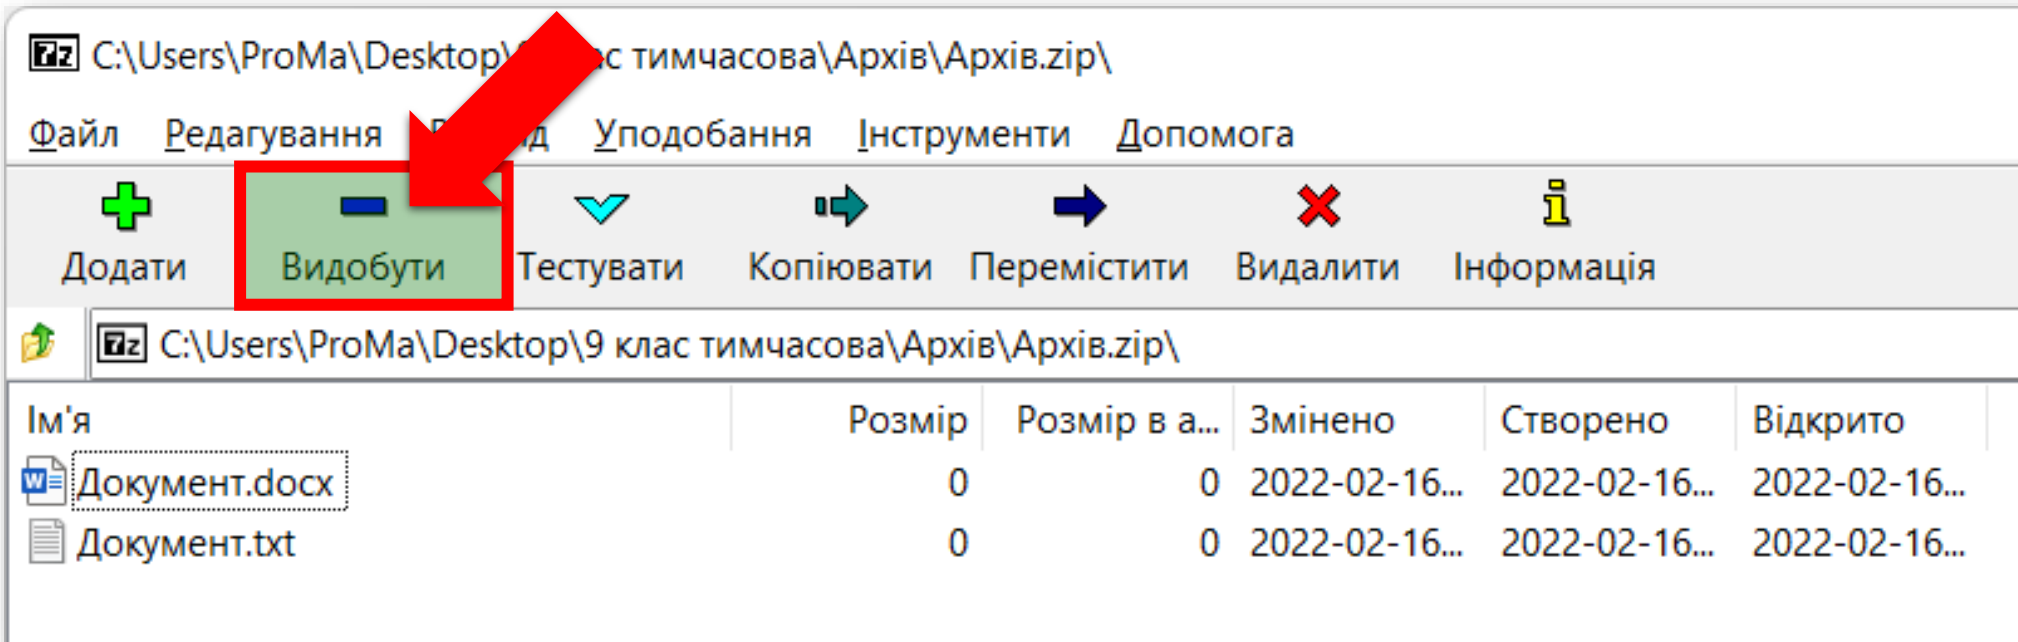 7z C:\Users\ProMa\Desktop\ с тимчасова\Архів\Архів.zip\
Файл Редагування Уподобання Інструменти Допомога
Додати Видобути Тестувати Копіювати Перемістити Видалити Інформація
7z C:\Users\ProMa\Desktop\9 клас тимчасова\Архів\Архів.zip\
Ім'я Розмір Розмір в а... Змінено Створено Відкрито
Документ.docx 0 0 2022-02-16... 2022-02-16... 2022-02-16...
Документ.txt 0 0 2022-02-16... 2022-02-16... 2022-02-16...